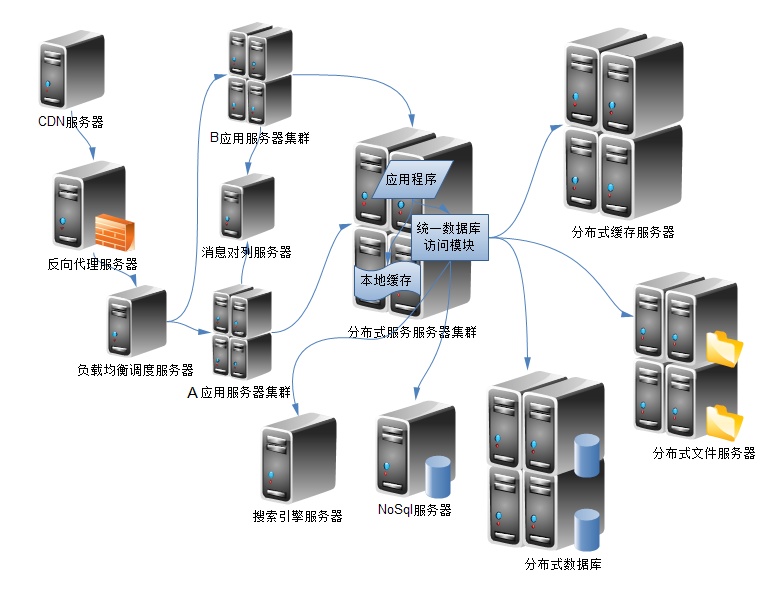 CDN服务器
B应用服务器集群
应用程序
统一数据库
访问模块
分布式缓存服务器
反向代理服务器
消息对列服务器
本地缓存
分布式服务服务器集群
负载均衡调度服务器
A 应用服务器集群
分布式文件服务器
搜索引擎服务器
NoSql服务器
分布式数据库